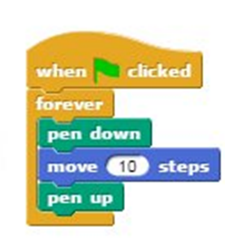 when clicked
forever
pen down
move 10 steps
pen up